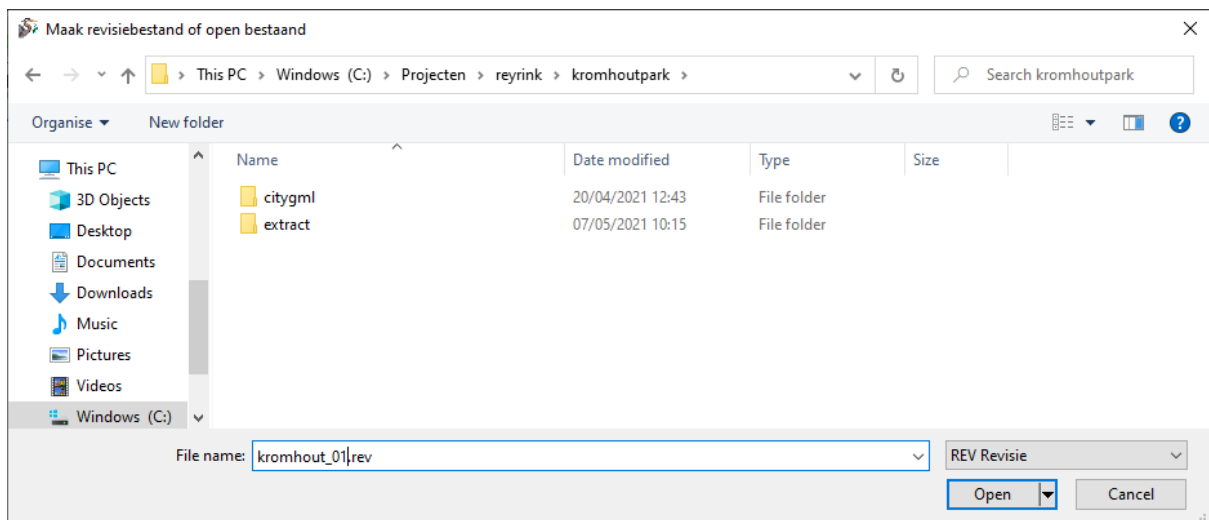 Maak revisiebestand of open bestaand
This PC > Windows (C:) > Projecten > reyrink > kromhoutpark >
Search kromhoutpark
Organise
New folder
Name Date modified Type Size
This PC
3D Objects
Desktop
Documents
Downloads
Music
Pictures
Videos
Windows (C:)
citygml 20/04/2021 12:43 File folder
extract 07/05/2021 10:15 File folder
File name: kromhout_01.rev
REV Revisie
Open
Cancel